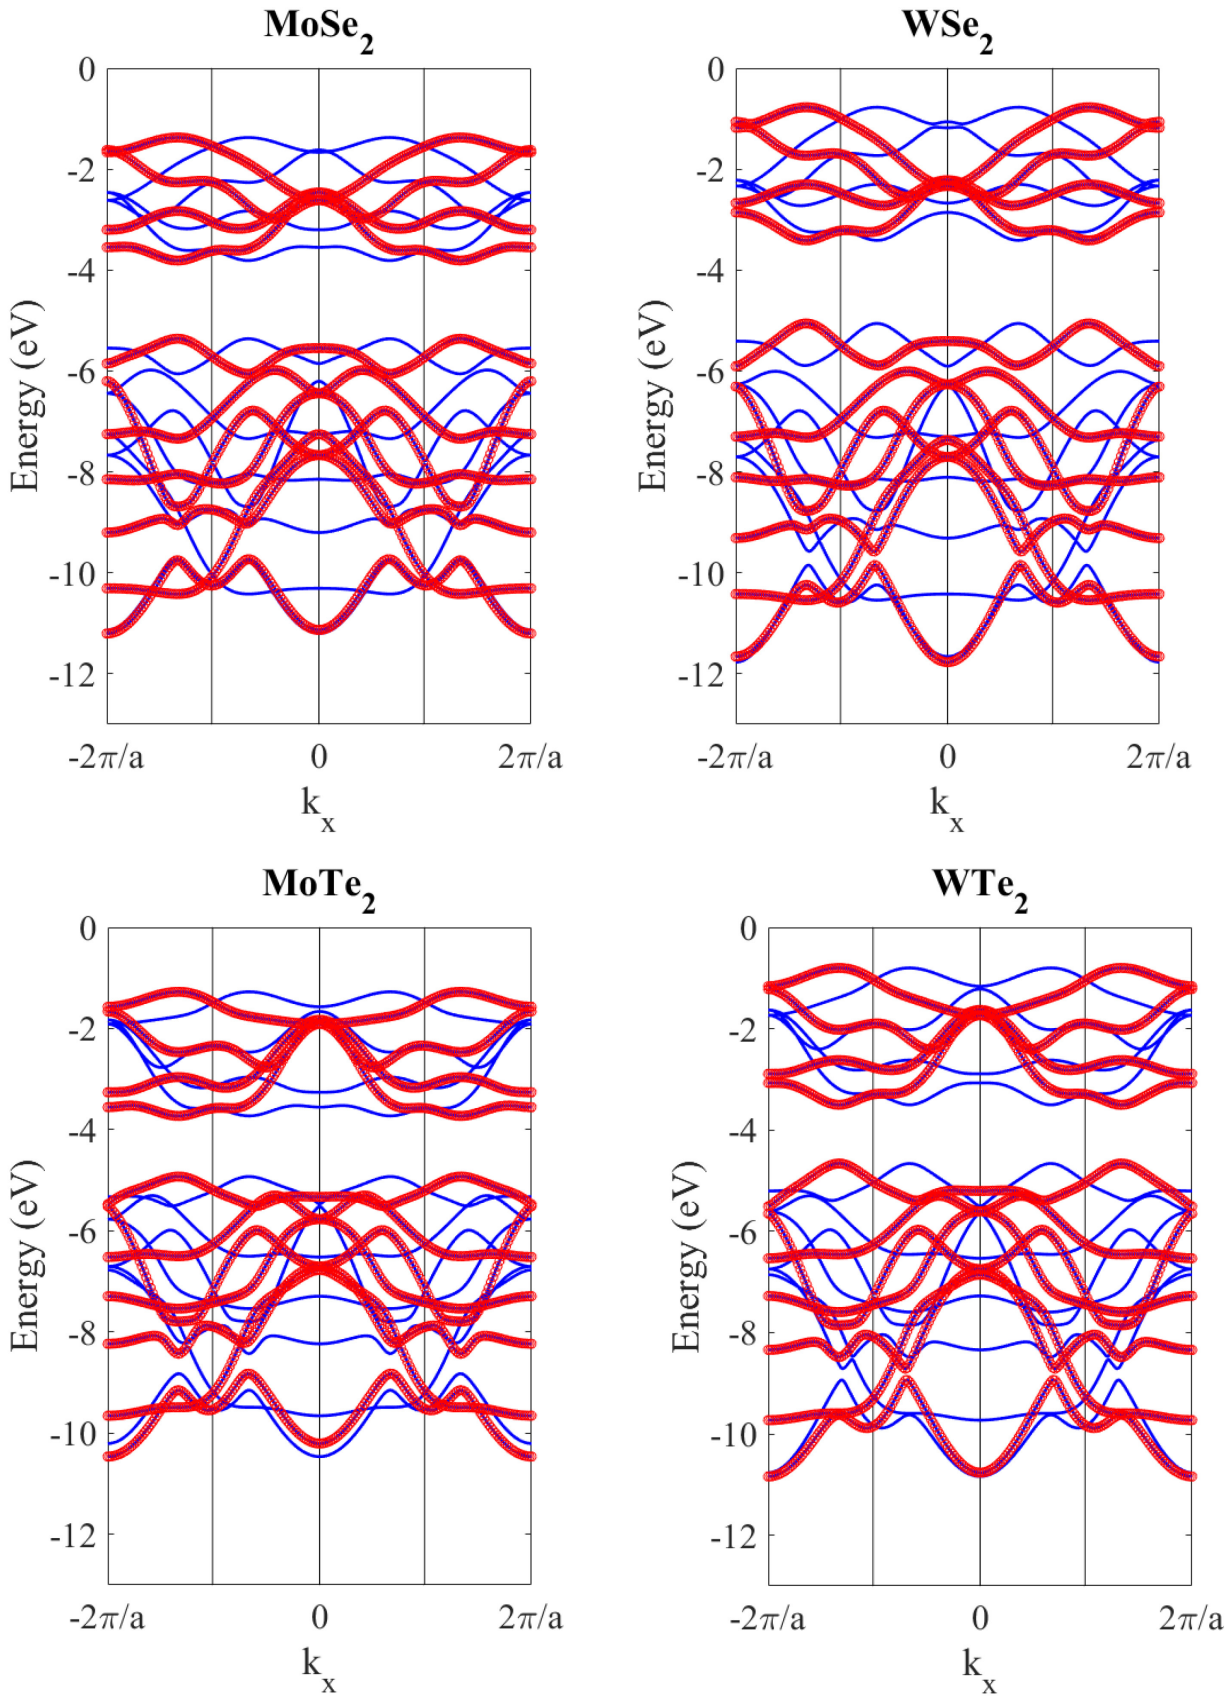 MoSe2
0
-2
-4
-6
-8
-10
-12
Energy (eV)
-2π/a 0 2π/a
kx
WSe2
0
-2
-4
-6
-8
-10
-12
Energy (eV)
-2π/a 0 2π/a
kx
MoTe2
0
-2
-4
-6
-8
-10
-12
Energy (eV)
-2π/a 0 2π/a
kx
WTe2
0
-2
-4
-6
-8
-10
-12
Energy (eV)
-2π/a 0 2π/a
kx